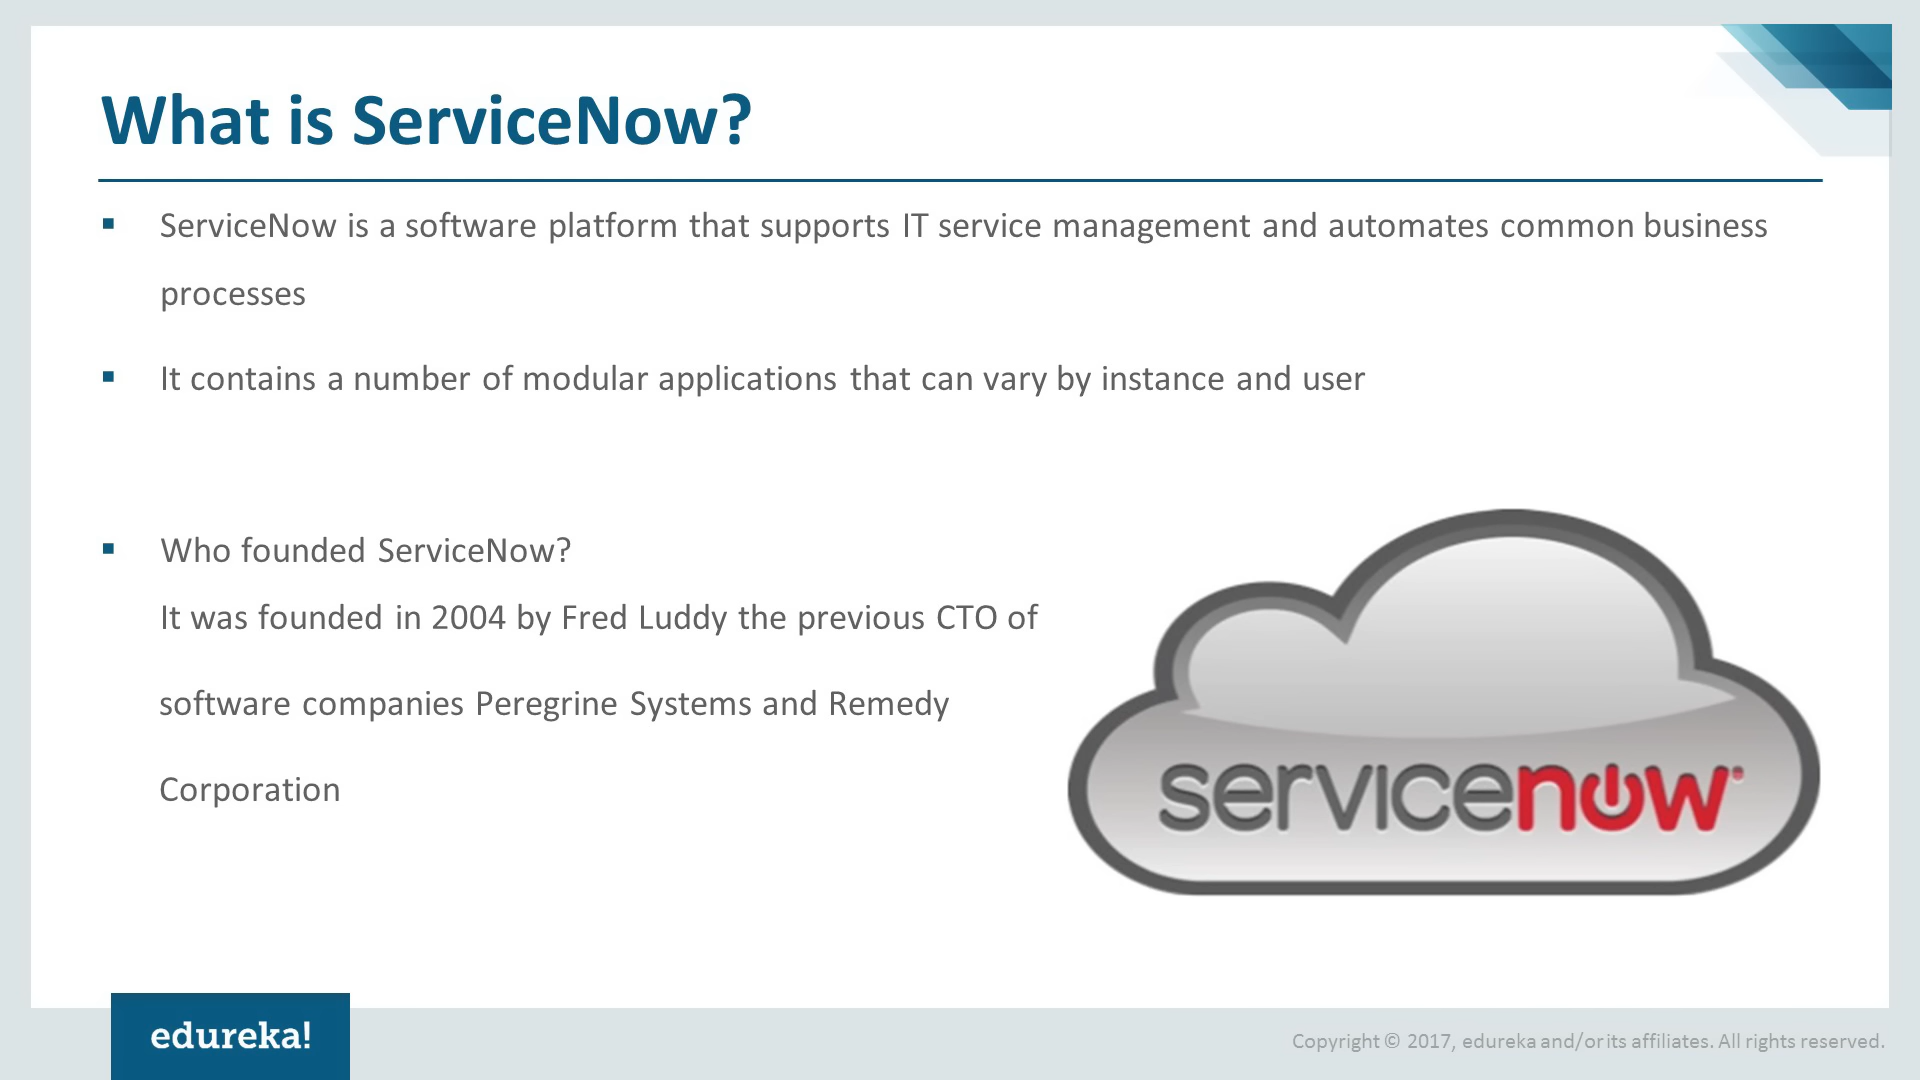 What is ServiceNow?
▪ ServiceNow is a software platform that supports IT service management and automates common business
processes
▪ It contains a number of modular applications that can vary by instance and user
▪ Who founded ServiceNow?
It was founded in 2004 by Fred Luddy the previous CTO of
software companies Peregrine Systems and Remedy
Corporation
servicenow
edureka!
Copyright © 2017, edureka and/or its affiliates. All rights reserved.